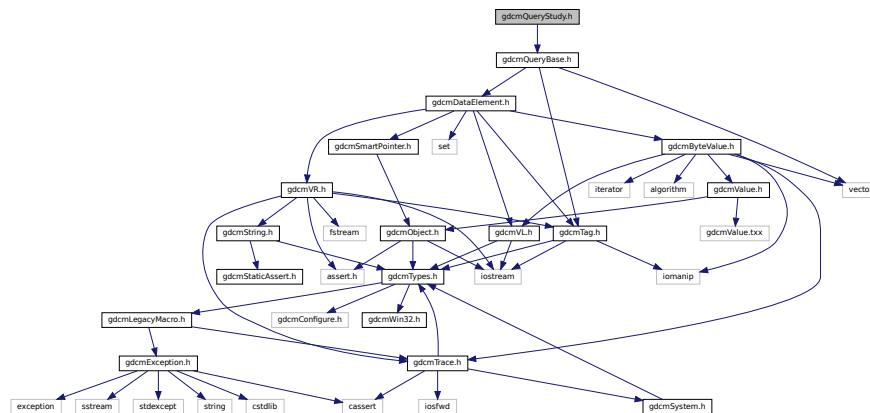 gdcmQueryStudy.h
gdcmQueryBase.h
gdcmDataElement.h
gdcmSmartPointer.h
set
gdcmByteValue.h
gdcmVR.h
iterator
algorithm
gdcmValue.h
vecto
gdcmString.h
fstream
gdcmObject.h
gdcmVL.h
gdcmTag.h
gdcmValue.txx
gdcmStaticAssert.h
assert.h
gdcmTypes.h
iostream
iomanip
gdcmLegacyMacro.h
gdcmConfigure.h
gdcmWin32.h
gdcmException.h
gdcmTrace.h
exception
sstream
stdexcept
string
cstdlib
cassert
iosfwd
gdcmSystem.h